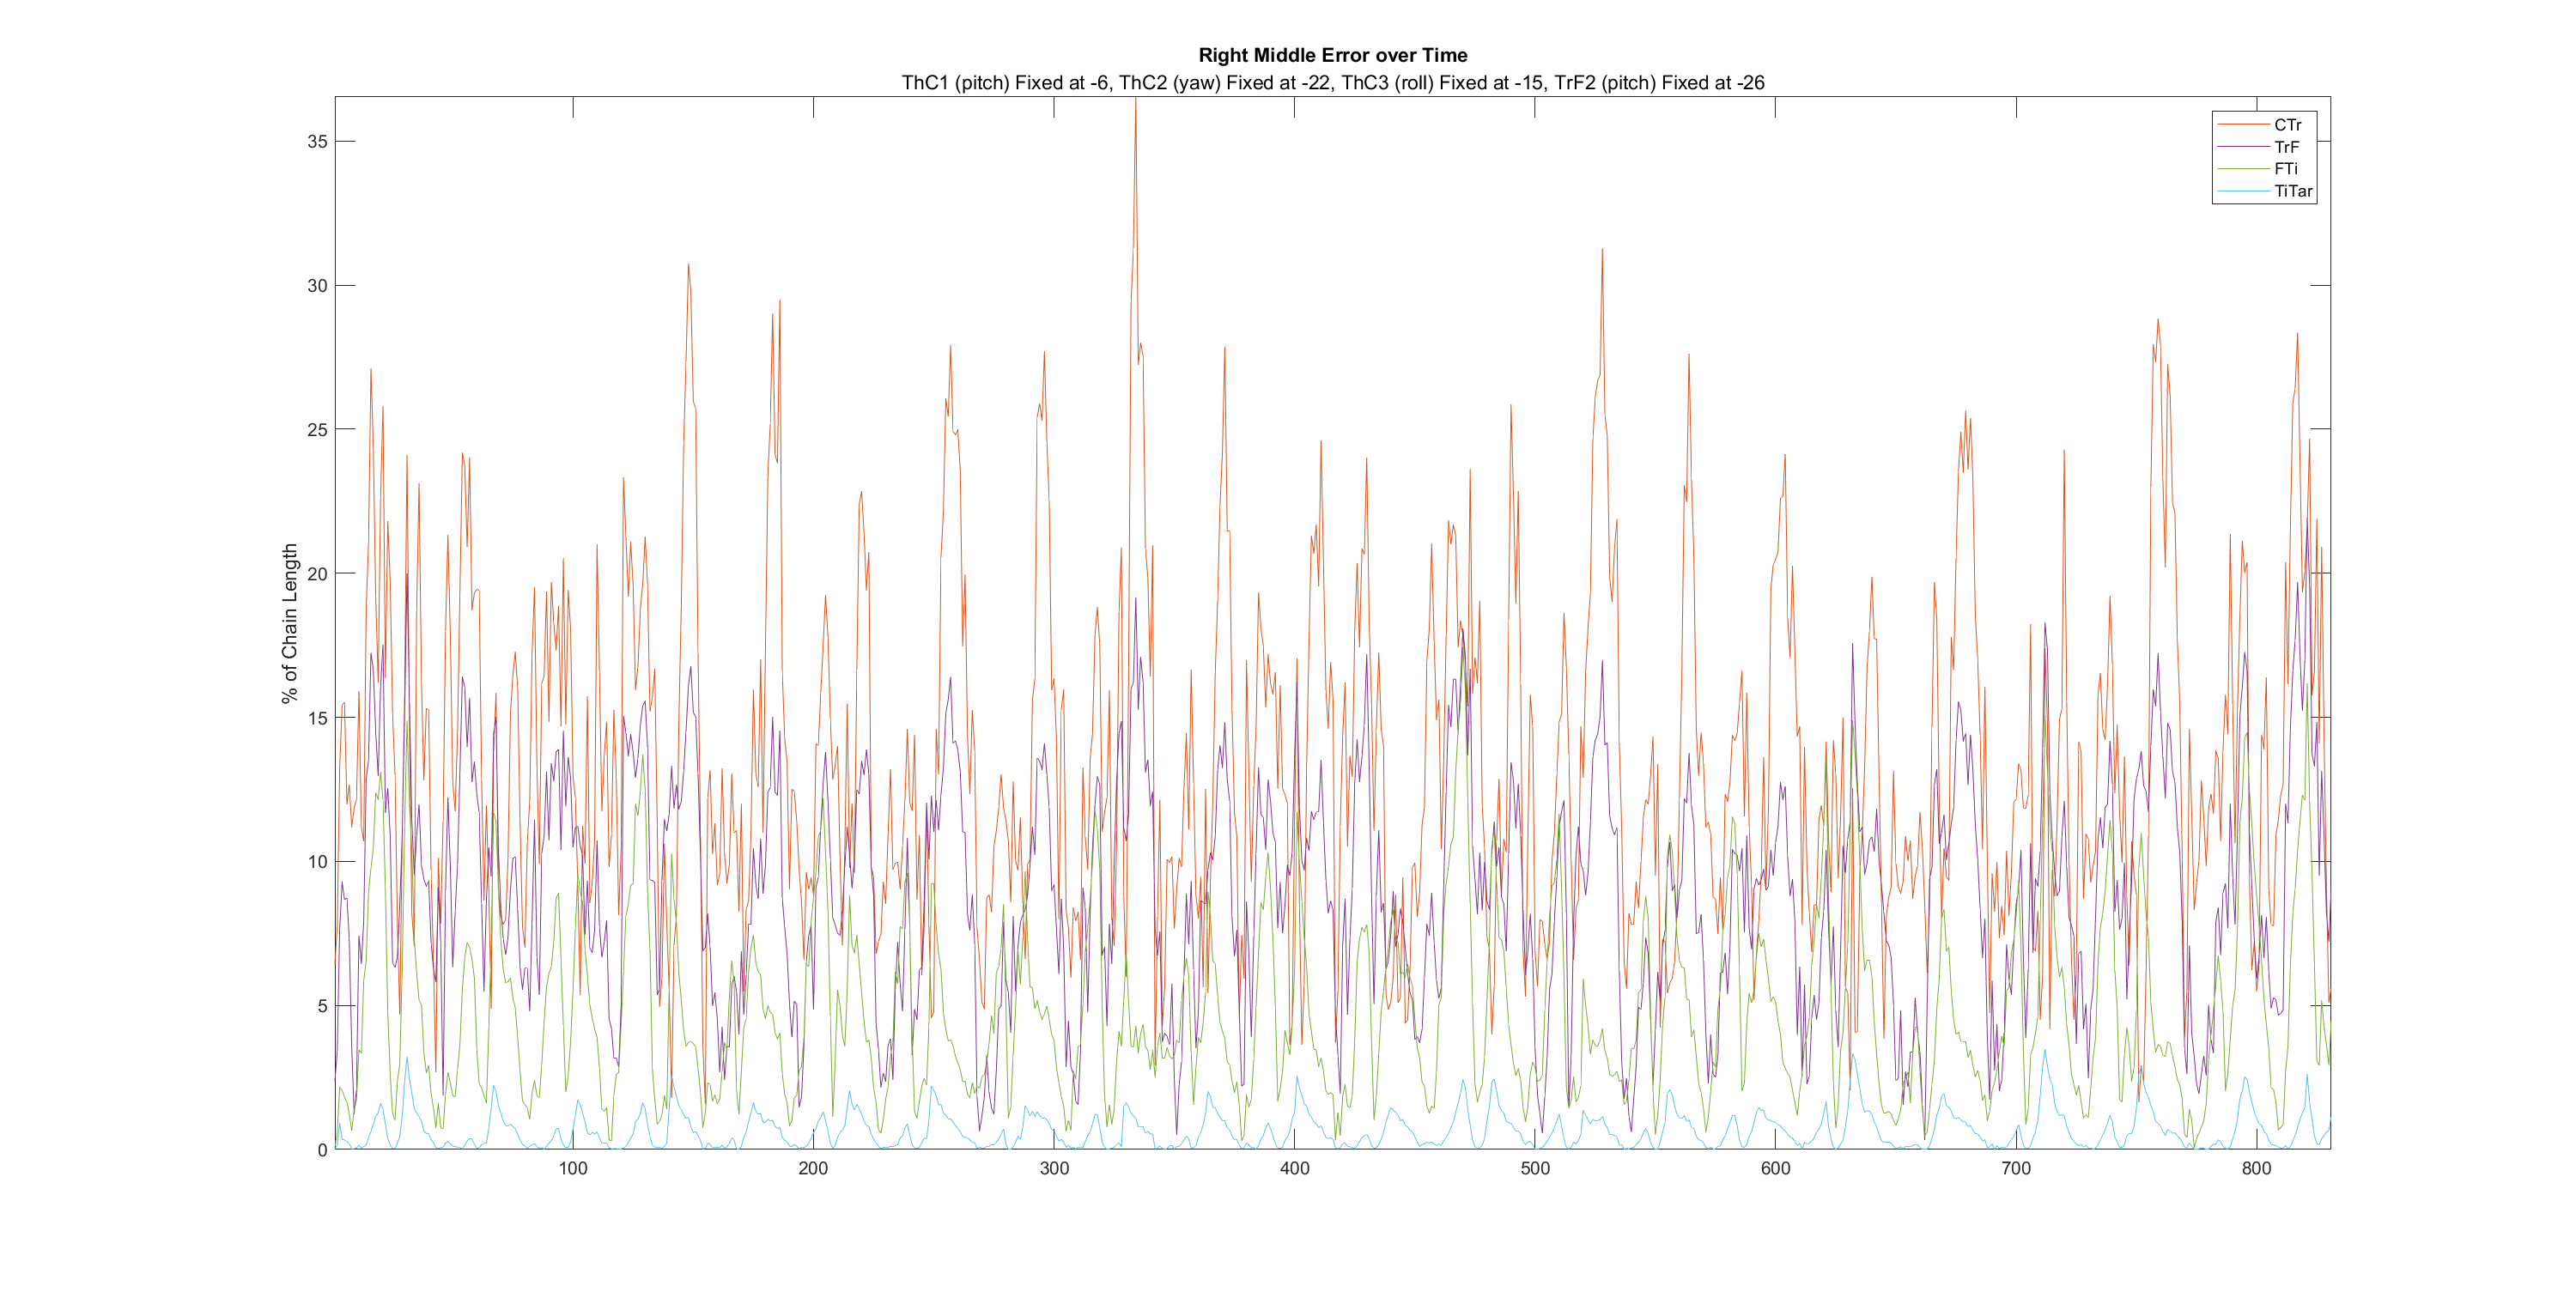 Right Middle Error over Time
ThC1 (pitch) Fixed at -6, ThC2 (yaw) Fixed at -22, ThC3 (roll) Fixed at -15, TrF2 (pitch) Fixed at -26
CTr
TrF
FTi
TiTar
% of Chain Length
35
30
25
20
15
10
5
0
100 200 300 400 500 600 700 800